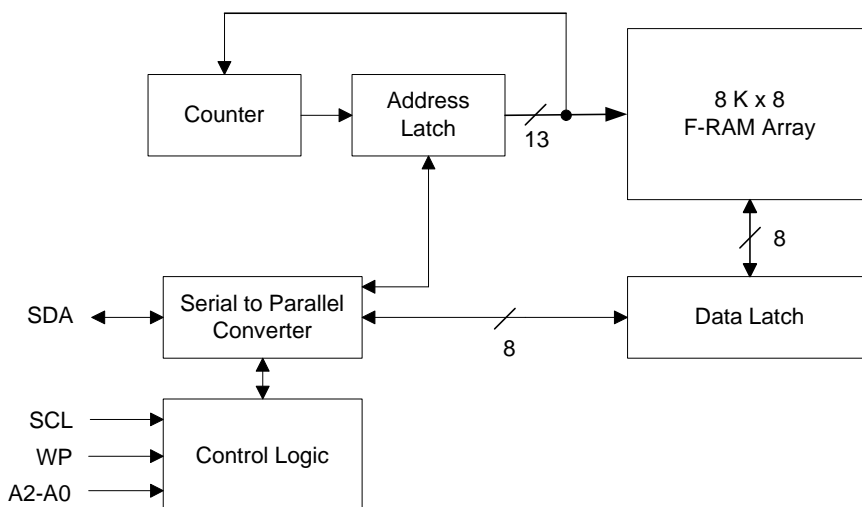 Counter
Address
Latch
13
8 K x 8
F-RAM Array
8
SDA
Serial to Parallel
Converter
8
Data Latch
SCL
WP
A2-A0
Control Logic